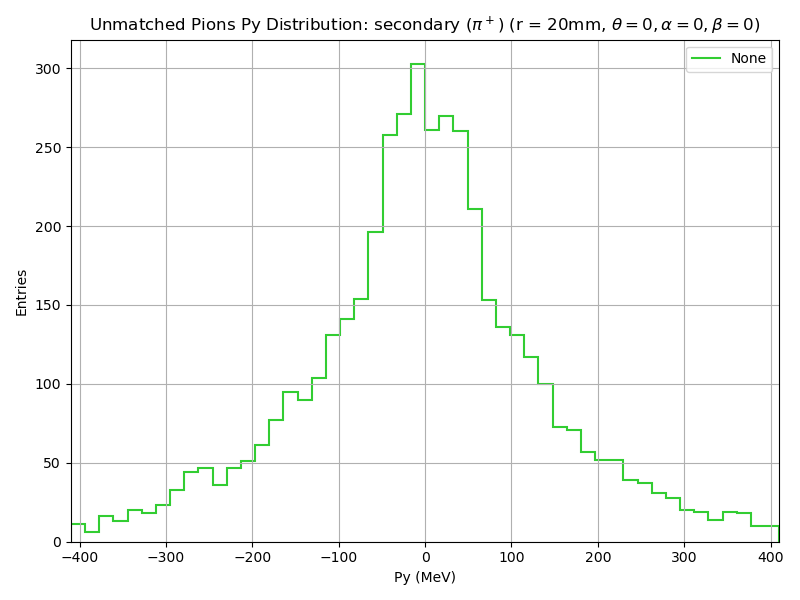 Unmatched Pions Py Distribution: secondary (π⁺) (r = 20mm, θ = 0, α = 0, β = 0)
None
300
250
200
150
100
50
0
Entries
−400 −300 −200 −100 0 100 200 300 400
Py (MeV)